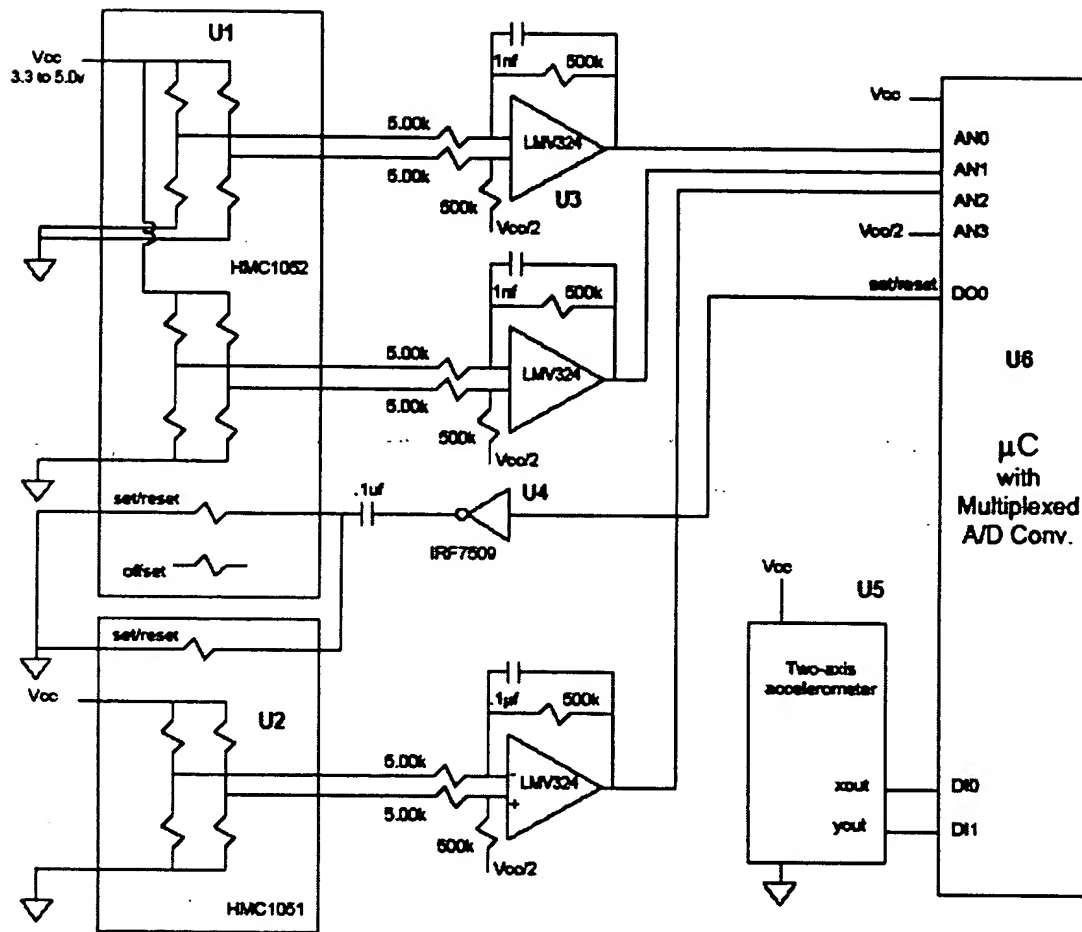 U1
Vcc
3.3 to 5.0v
HMC1052
1nf
500k
5.00k
5.00k
LMV324
U3
500k
Vcc/2
1nf
500k
5.00k
5.00k
LMV324
500k
Vcc/2
set/reset
offset
.1uf
U4
IRF7509
set/reset
Vcc
U2
HMC1051
.1µf
500k
5.00k
5.00k
-
+
LMV324
500k
Vcc/2
Vcc
AN0
AN1
AN2
Vcc/2
AN3
set/reset
DO0
U6
µC
with
Multiplexed
A/D Conv.
Vcc
U5
Two-axis
accelerometer
xout
DI0
yout
DI1